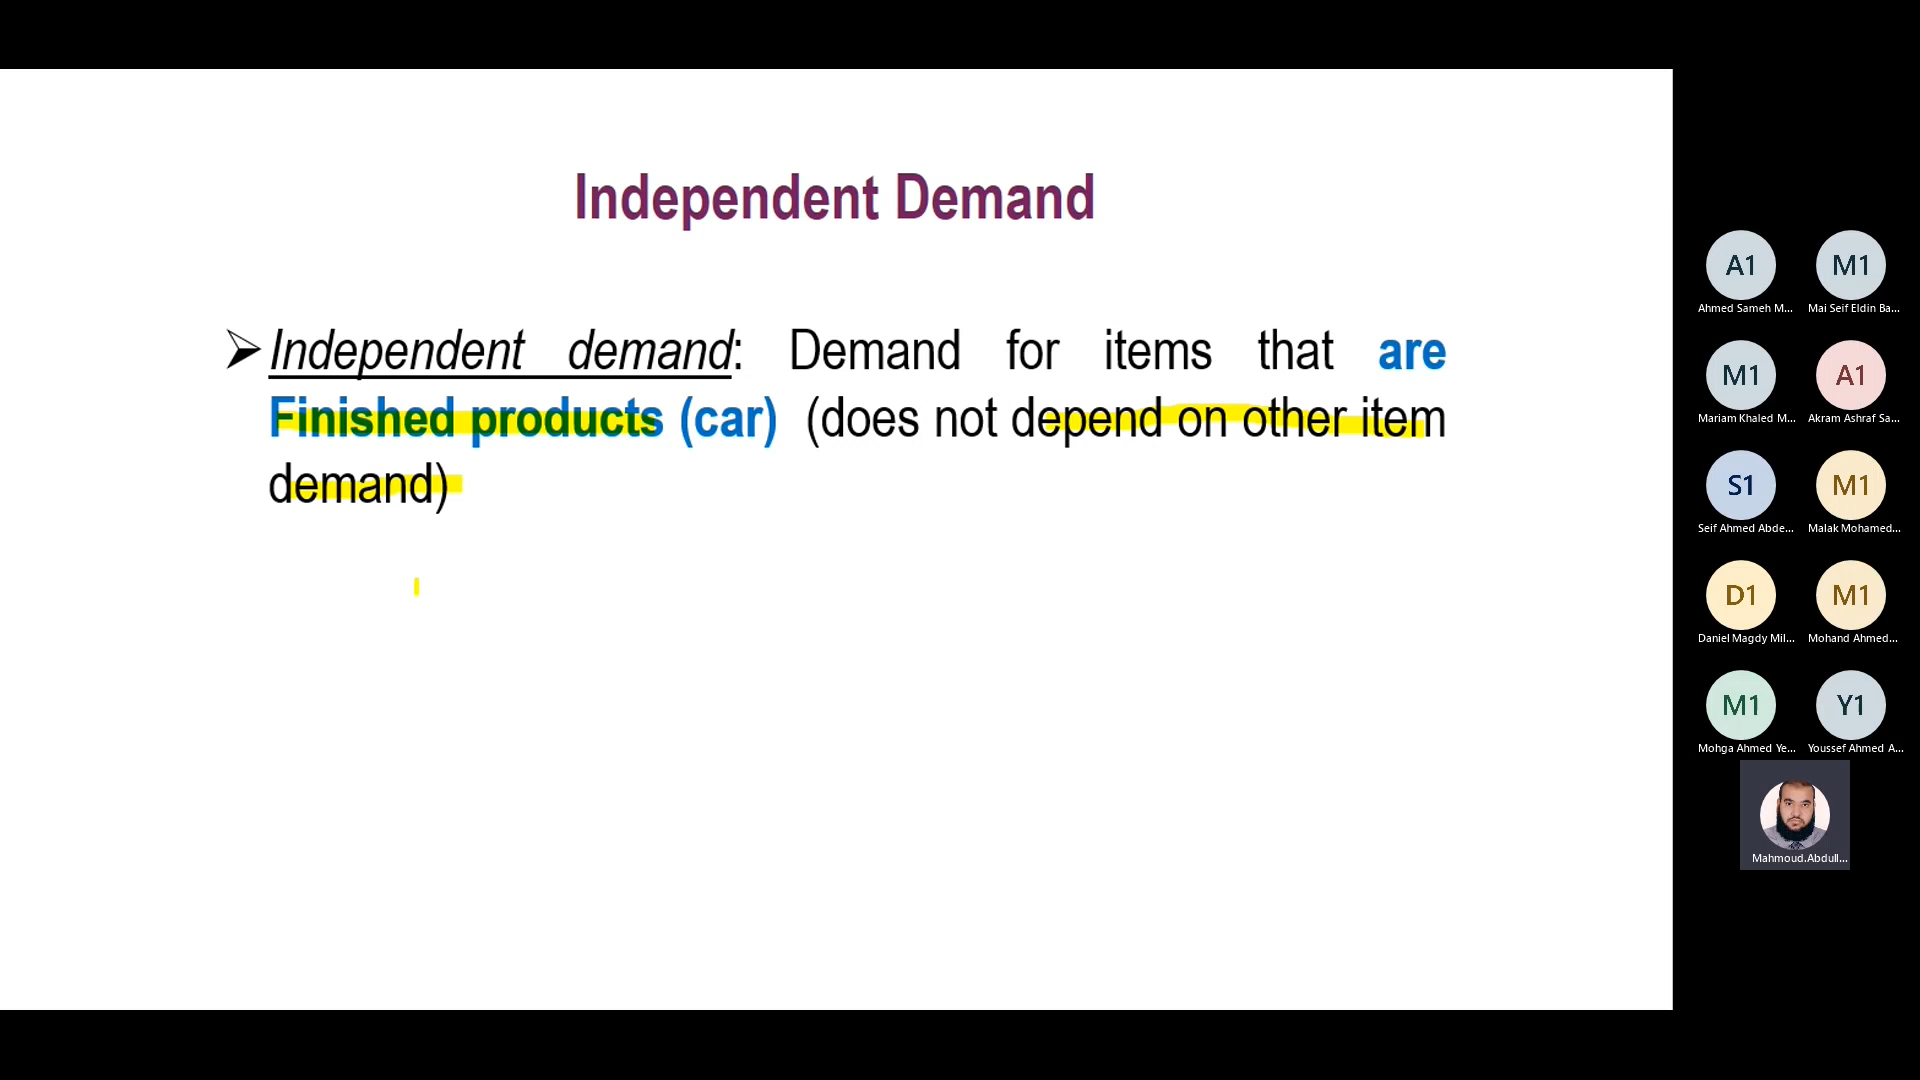 Independent Demand
➢Independent demand: Demand for items that are
Finished products (car) (does not depend on other item
demand)
A1 M1
Ahmed Sameh M... Mai Seif Eldin Ba...
M1 A1
Mariam Khaled M... Akram Ashraf Sa...
S1 M1
Seif Ahmed Abde... Malak Mohamed...
D1 M1
Daniel Magdy Mil... Mohand Ahmed...
M1 Y1
Mohga Ahmed Ye... Youssef Ahmed A...
Mahmoud.Abdull...